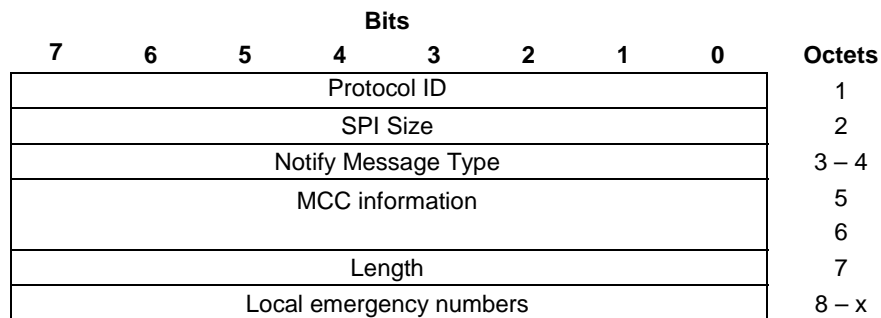 Bits
7 6 5 4 3 2 1 0 Octets
Protocol ID 1
SPI Size 2
Notify Message Type 3 – 4
MCC information 5
6
Length 7
Local emergency numbers 8 – x